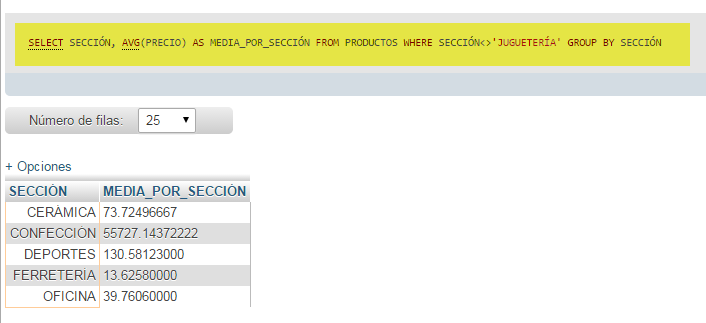 SELECT SECCIÓN, AVG(PRECIO) AS MEDIA_POR_SECCIÓN FROM PRODUCTOS WHERE SECCIÓN<>'JUGUETERÍA' GROUP BY SECCIÓN
Número de filas: 25
+ Opciones
SECCIÓN MEDIA_POR_SECCIÓN
CERÁMICA 73.72496667
CONFECCIÓN 55727.14372222
DEPORTES 130.58123000
FERRETERÍA 13.62580000
OFICINA 39.76060000